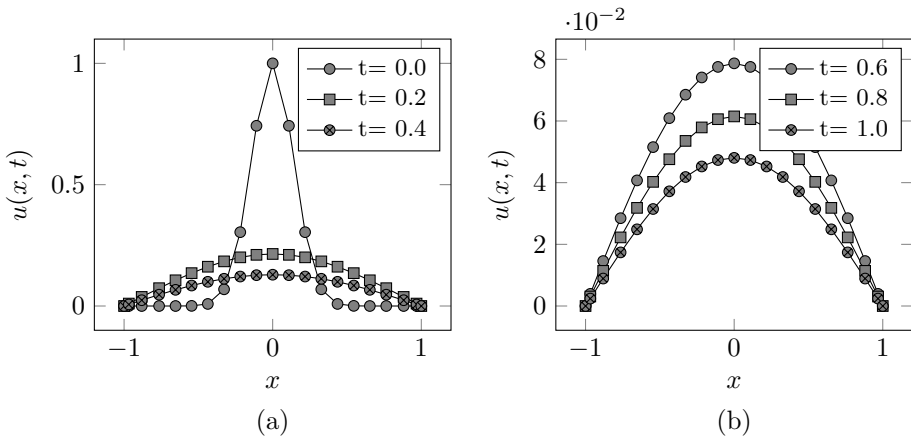 1
0.5
0
−1
0
1
x
u(x, t)
t= 0.0
t= 0.2
t= 0.4
(a)
·10−2
8
6
4
2
0
−1
0
1
x
u(x, t)
t= 0.6
t= 0.8
t= 1.0
(b)